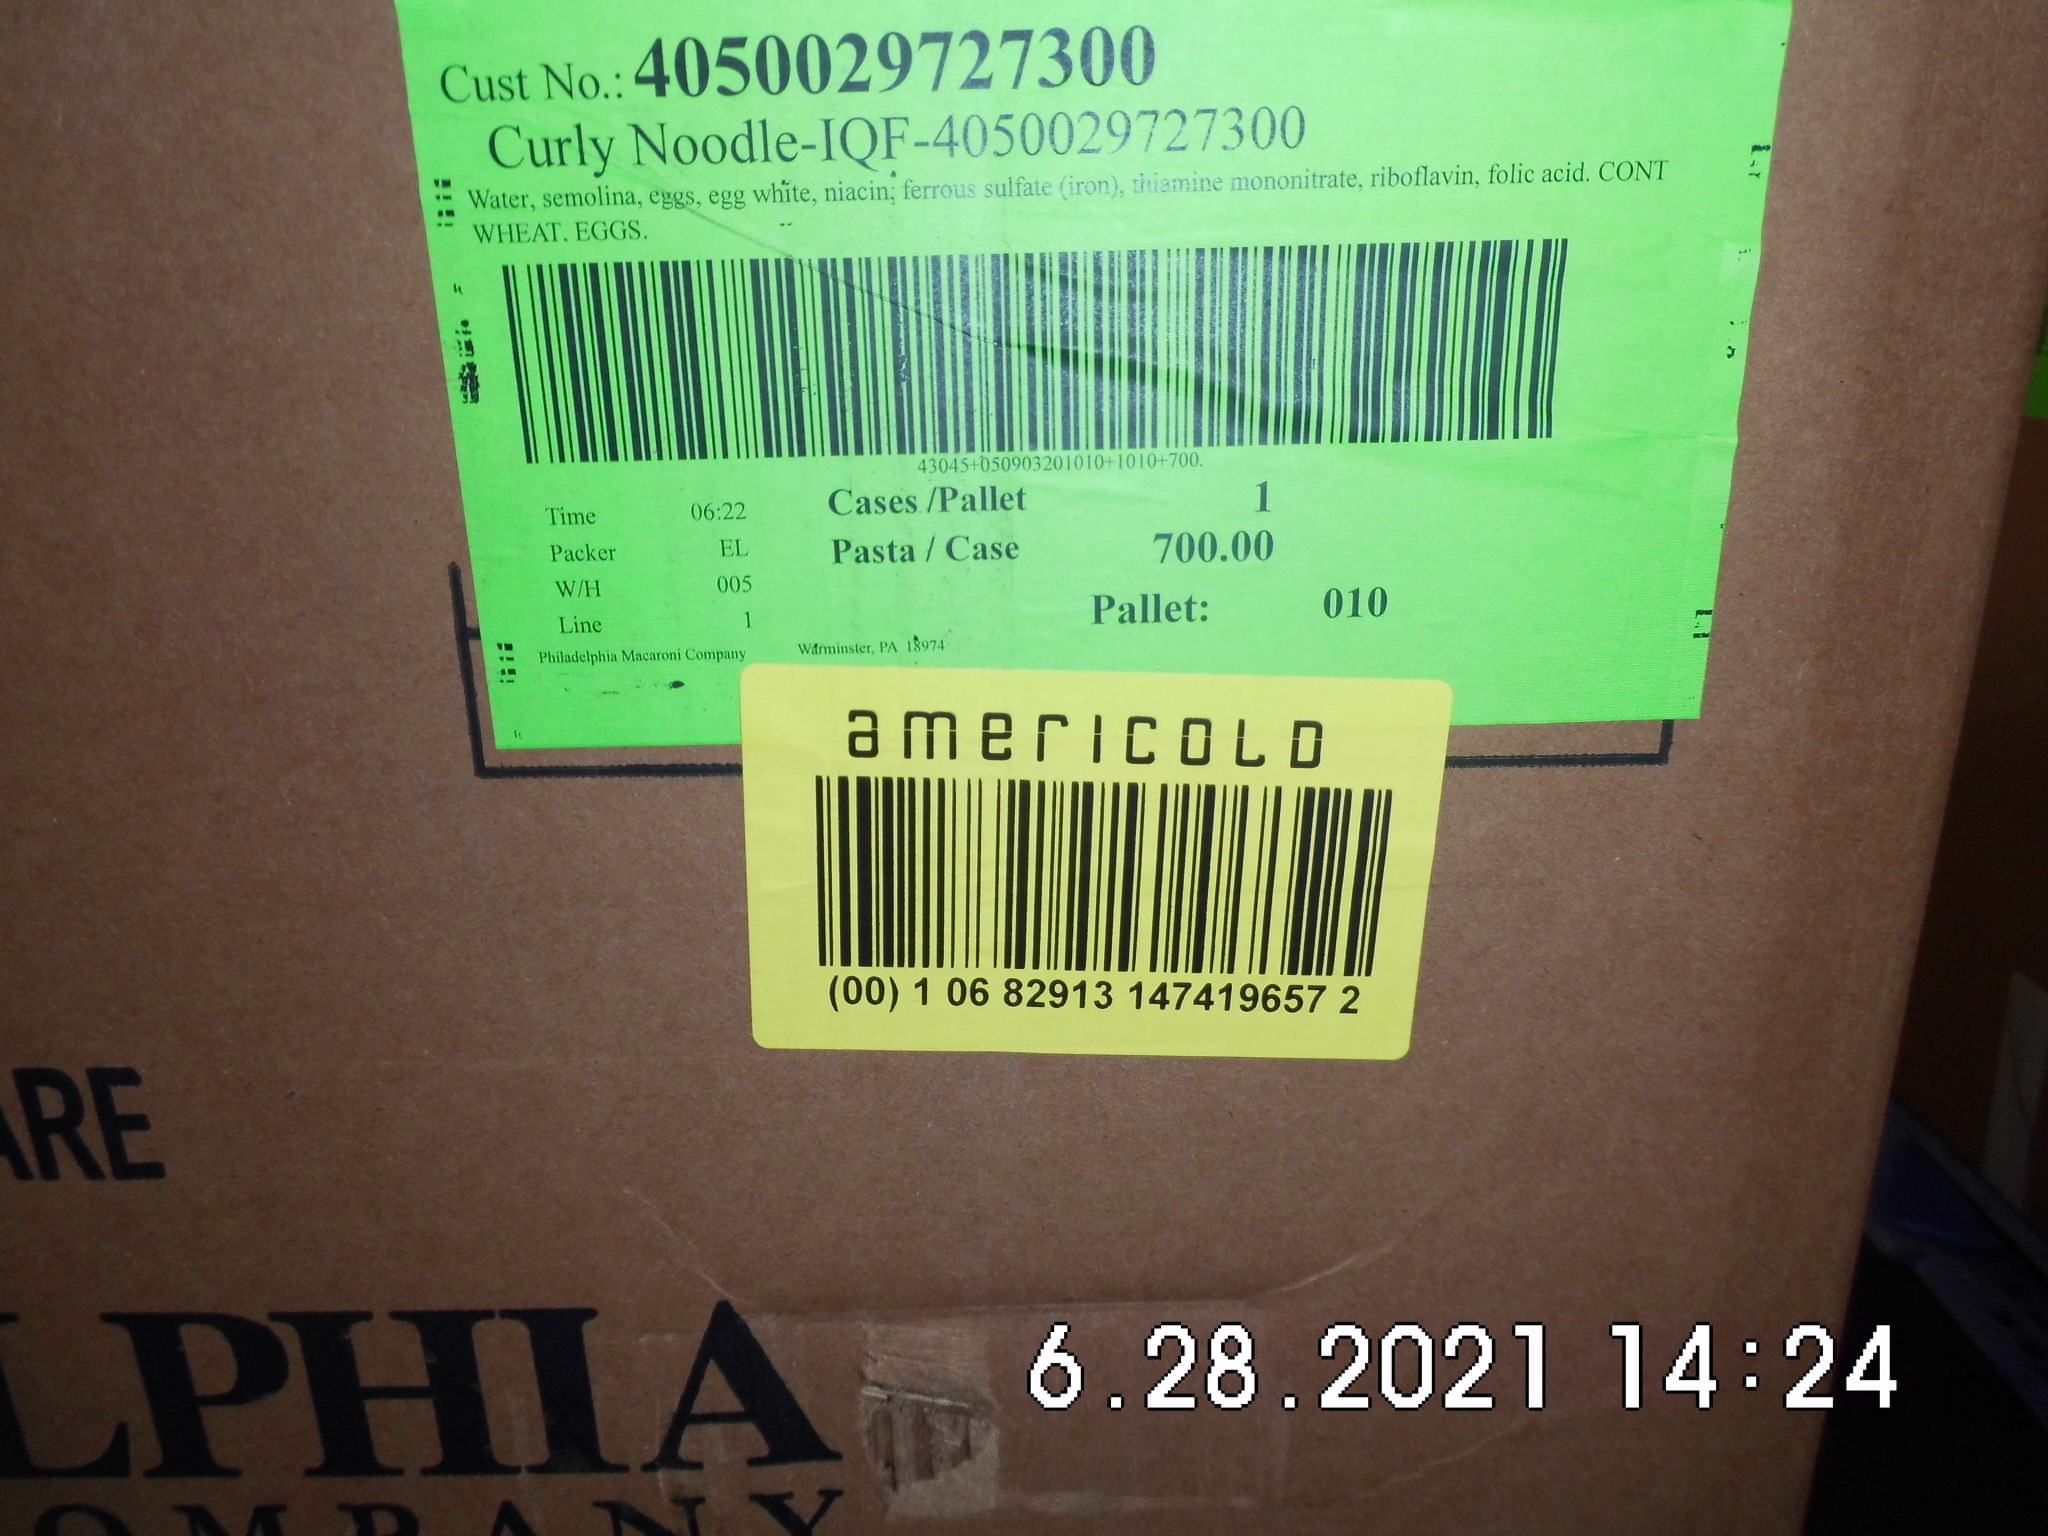 Cust No.: 4050029727300
Curly Noodle-IQF-4050029727300
Water, semolina, eggs, egg white, niacin, ferrous sulfate (iron), thiamine mononitrate, riboflavin, folic acid. CONT
WHEAT. EGGS.
43045+050903201010+1010+700.
Time 06:22 Cases /Pallet 1
Packer EL Pasta / Case 700.00
W/H 005
Line 1 Pallet: 010
Philadelphia Macaroni Company Warminster, PA 18974
americold
(00) 1 06 82913 147419657 2
ARE
LPHIA
OMPANY
6.28.2021 14:24